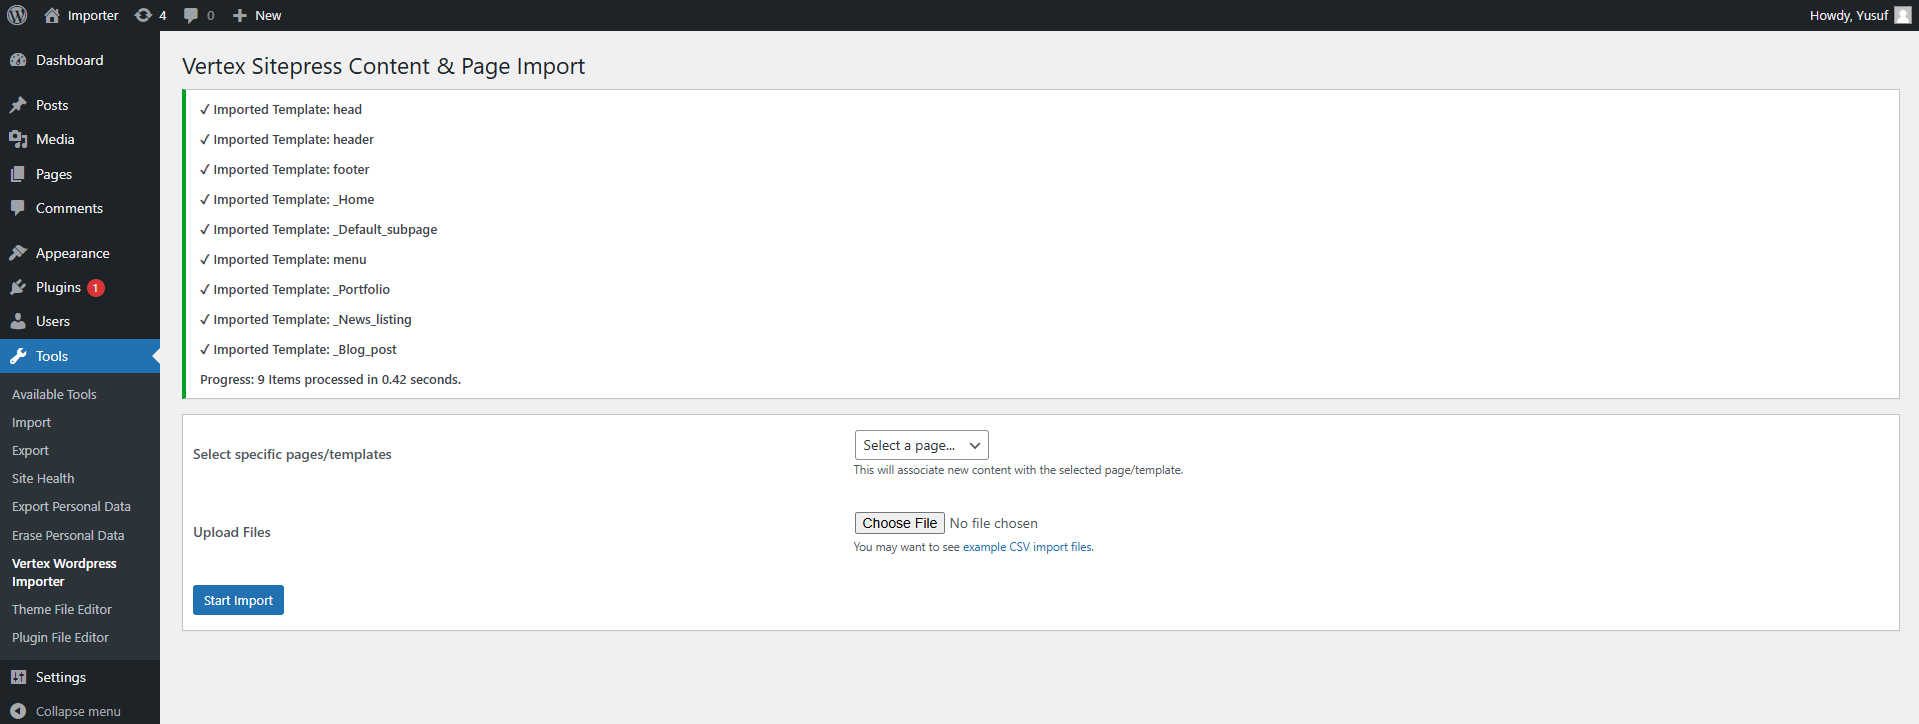 Importer 4 0 New Howdy, Yusuf
Dashboard
Posts
Media
Pages
Comments
Appearance
Plugins 1
Users
Tools
Available Tools
Import
Export
Site Health
Export Personal Data
Erase Personal Data
Vertex Wordpress
Importer
Theme File Editor
Plugin File Editor
Settings
Collapse menu
Vertex Sitepress Content & Page Import
✓ Imported Template: head
✓ Imported Template: header
✓ Imported Template: footer
✓ Imported Template: _Home
✓ Imported Template: _Default_subpage
✓ Imported Template: menu
✓ Imported Template: _Portfolio
✓ Imported Template: _News_listing
✓ Imported Template: _Blog_post
Progress: 9 Items processed in 0.42 seconds.
Select specific pages/templates
Select a page...
This will associate new content with the selected page/template.
Upload Files
Choose File No file chosen
You may want to see example CSV import files.
Start Import